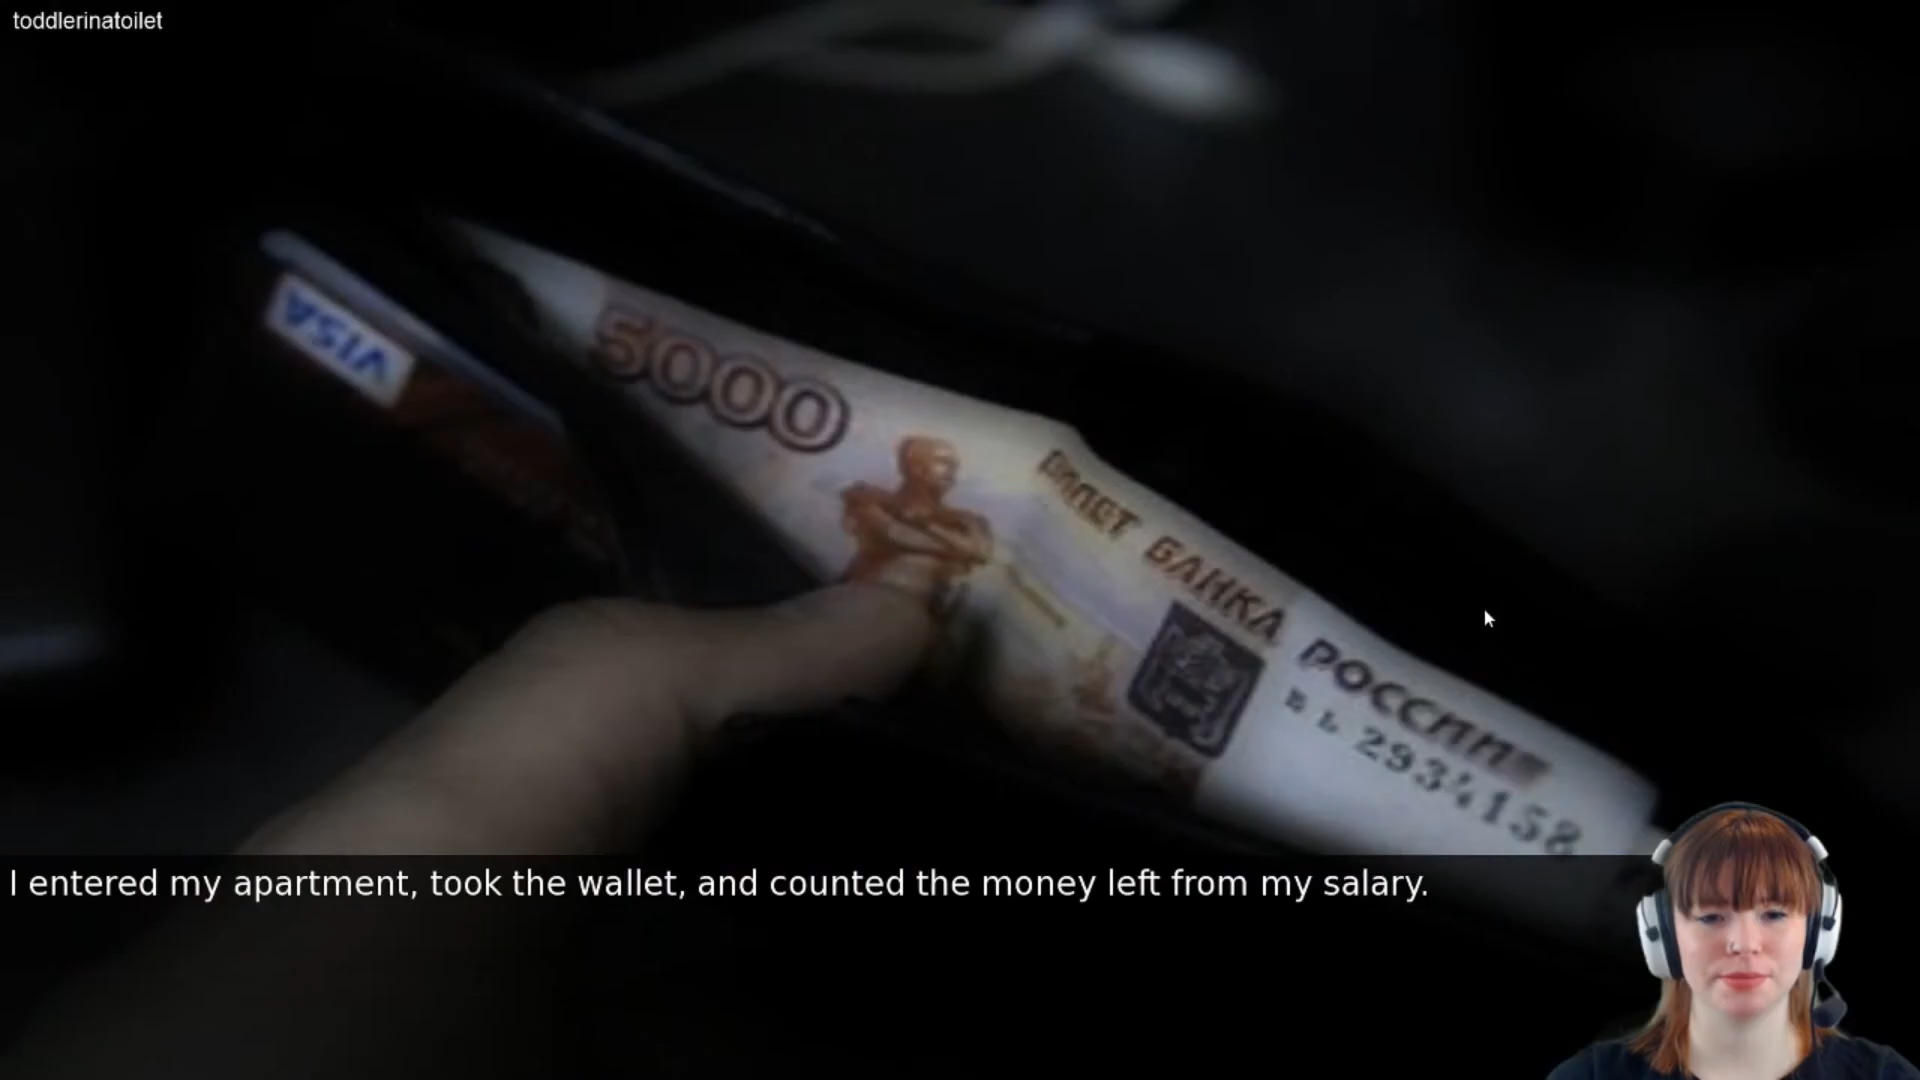 toddlerinatoilet
VISA
5000
БИЛЕТ БАНКА РОССИИ
2934158
I entered my apartment, took the wallet, and counted the money left from my salary.